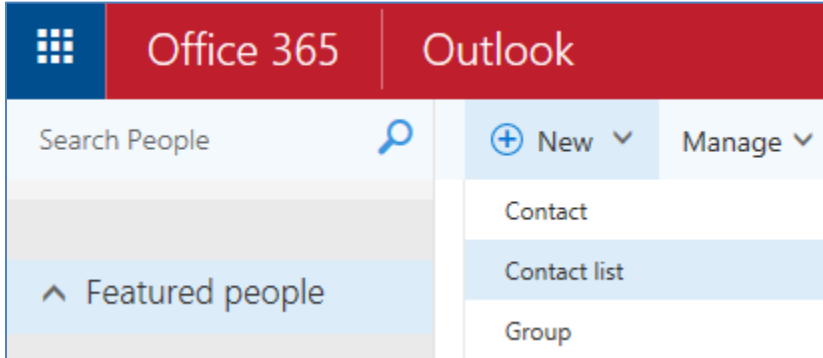 Office 365 Outlook
Search People New Manage
Contact
Contact list
Featured people
Group